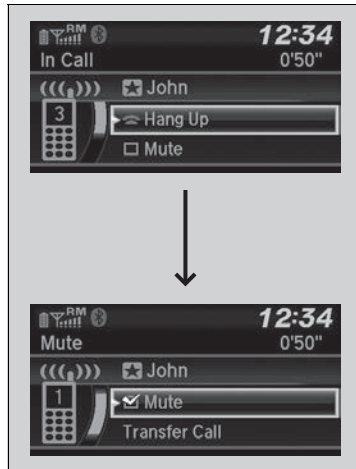 RM 12:34
In Call 0'50"
John
3
Hang Up
Mute
RM 12:34
Mute 0'50"
John
1
Mute
Transfer Call